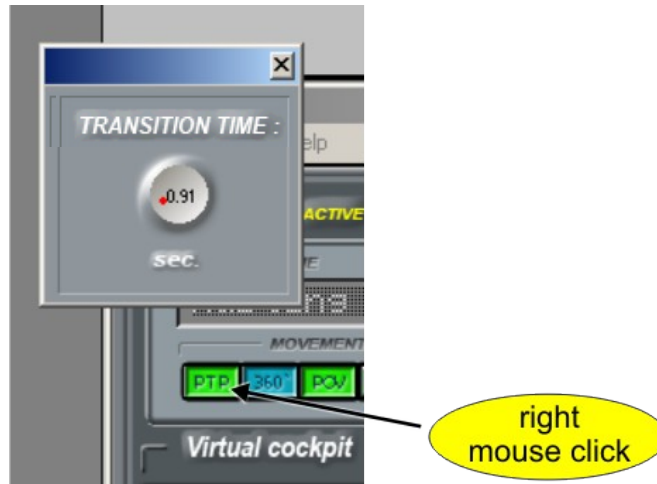 TRANSITION TIME :
0.91
sec.
elp
ACTIVE
MOVEMENT
PTP 360° POV
Virtual cockpit
right
mouse click